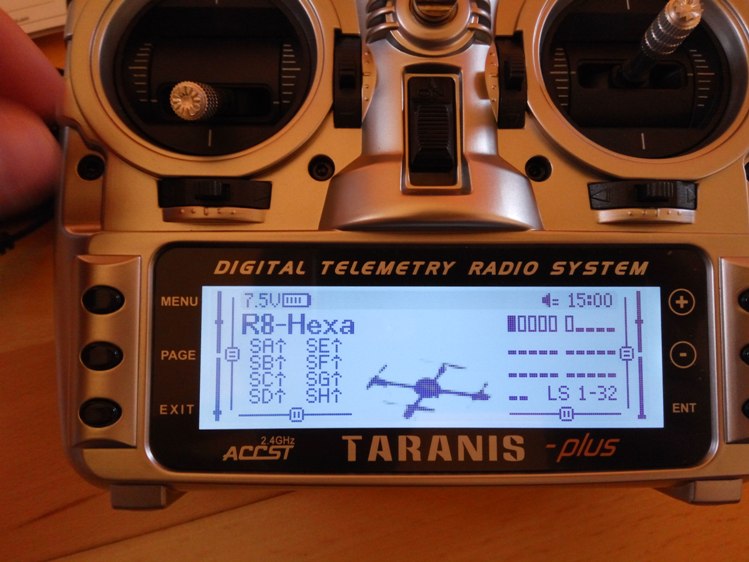 DIGITAL TELEMETRY RADIO SYSTEM
MENU
PAGE
EXIT
7.5V
15:00
R8-Hexa
SA↑ SE↑
SB↑ SF↑
SC↑ SG↑
SD↑ SH↑
LS 1-32
+
-
ENT
2.4GHz
ACCST
TARANIS -plus